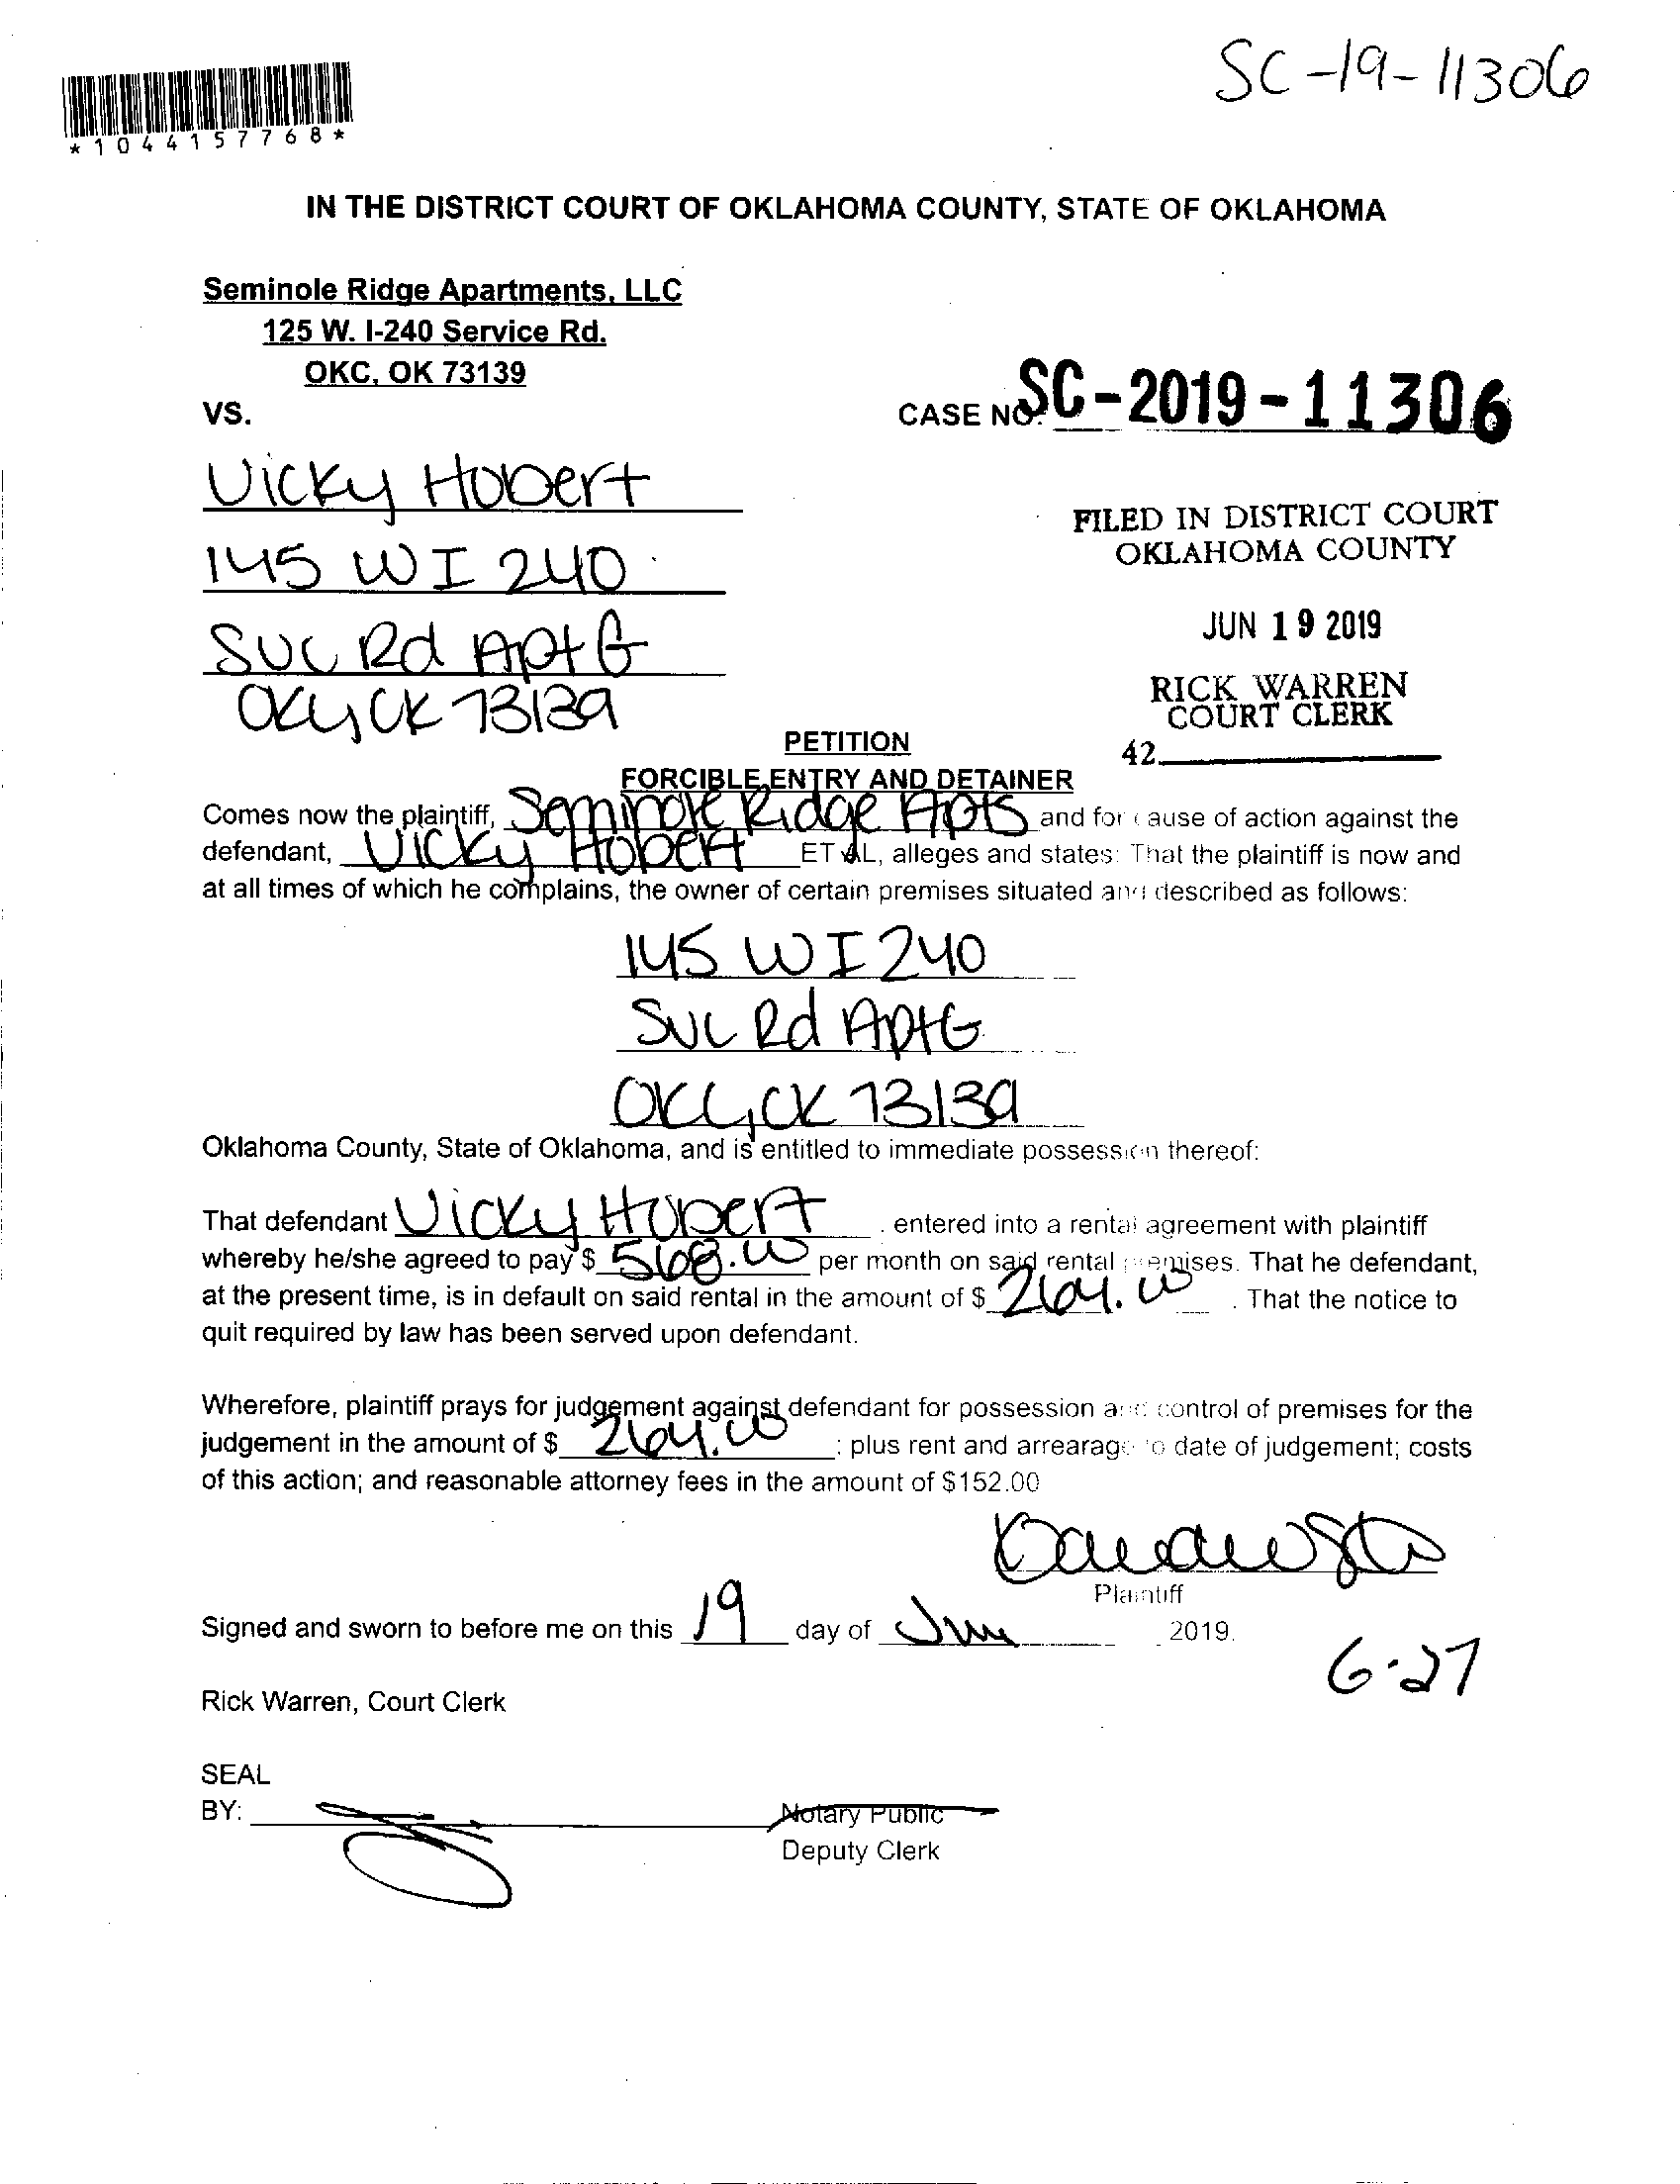 SC-19-11306
*1044157768*
IN THE DISTRICT COURT OF OKLAHOMA COUNTY, STATE OF OKLAHOMA
Seminole Ridge Apartments, LLC
125 W. I-240 Service Rd.
OKC, OK 73139
VS.
CASE NO. SC-2019-11306
Vicky Hobert
145 W I 240
SVC Rd Apt G
OKC, OK 73139
FILED IN DISTRICT COURT
OKLAHOMA COUNTY
JUN 19 2019
RICK WARREN
COURT CLERK
42
PETITION
FORCIBLE ENTRY AND DETAINER
Comes now the plaintiff, Seminole Ridge Apts and for cause of action against the
defendant, Vicky Hobert ET AL, alleges and states: That the plaintiff is now and
at all times of which he complains, the owner of certain premises situated and described as follows:
145 W I 240
SVC Rd Apt G
OKC, OK 73139
Oklahoma County, State of Oklahoma, and is entitled to immediate possession thereof:
That defendant Vicky Hobert entered into a rental agreement with plaintiff
whereby he/she agreed to pay $ 568.00 per month on said rental premises. That he defendant,
at the present time, is in default on said rental in the amount of $ 264.00. That the notice to
quit required by law has been served upon defendant.
Wherefore, plaintiff prays for judgement against defendant for possession and control of premises for the
judgement in the amount of $ 264.00; plus rent and arrearage to date of judgement; costs
of this action; and reasonable attorney fees in the amount of $152.00
Plaintiff
Signed and sworn to before me on this 19 day of Jun 2019.
6-27
Rick Warren, Court Clerk
SEAL
BY: Notary Public
Deputy Clerk